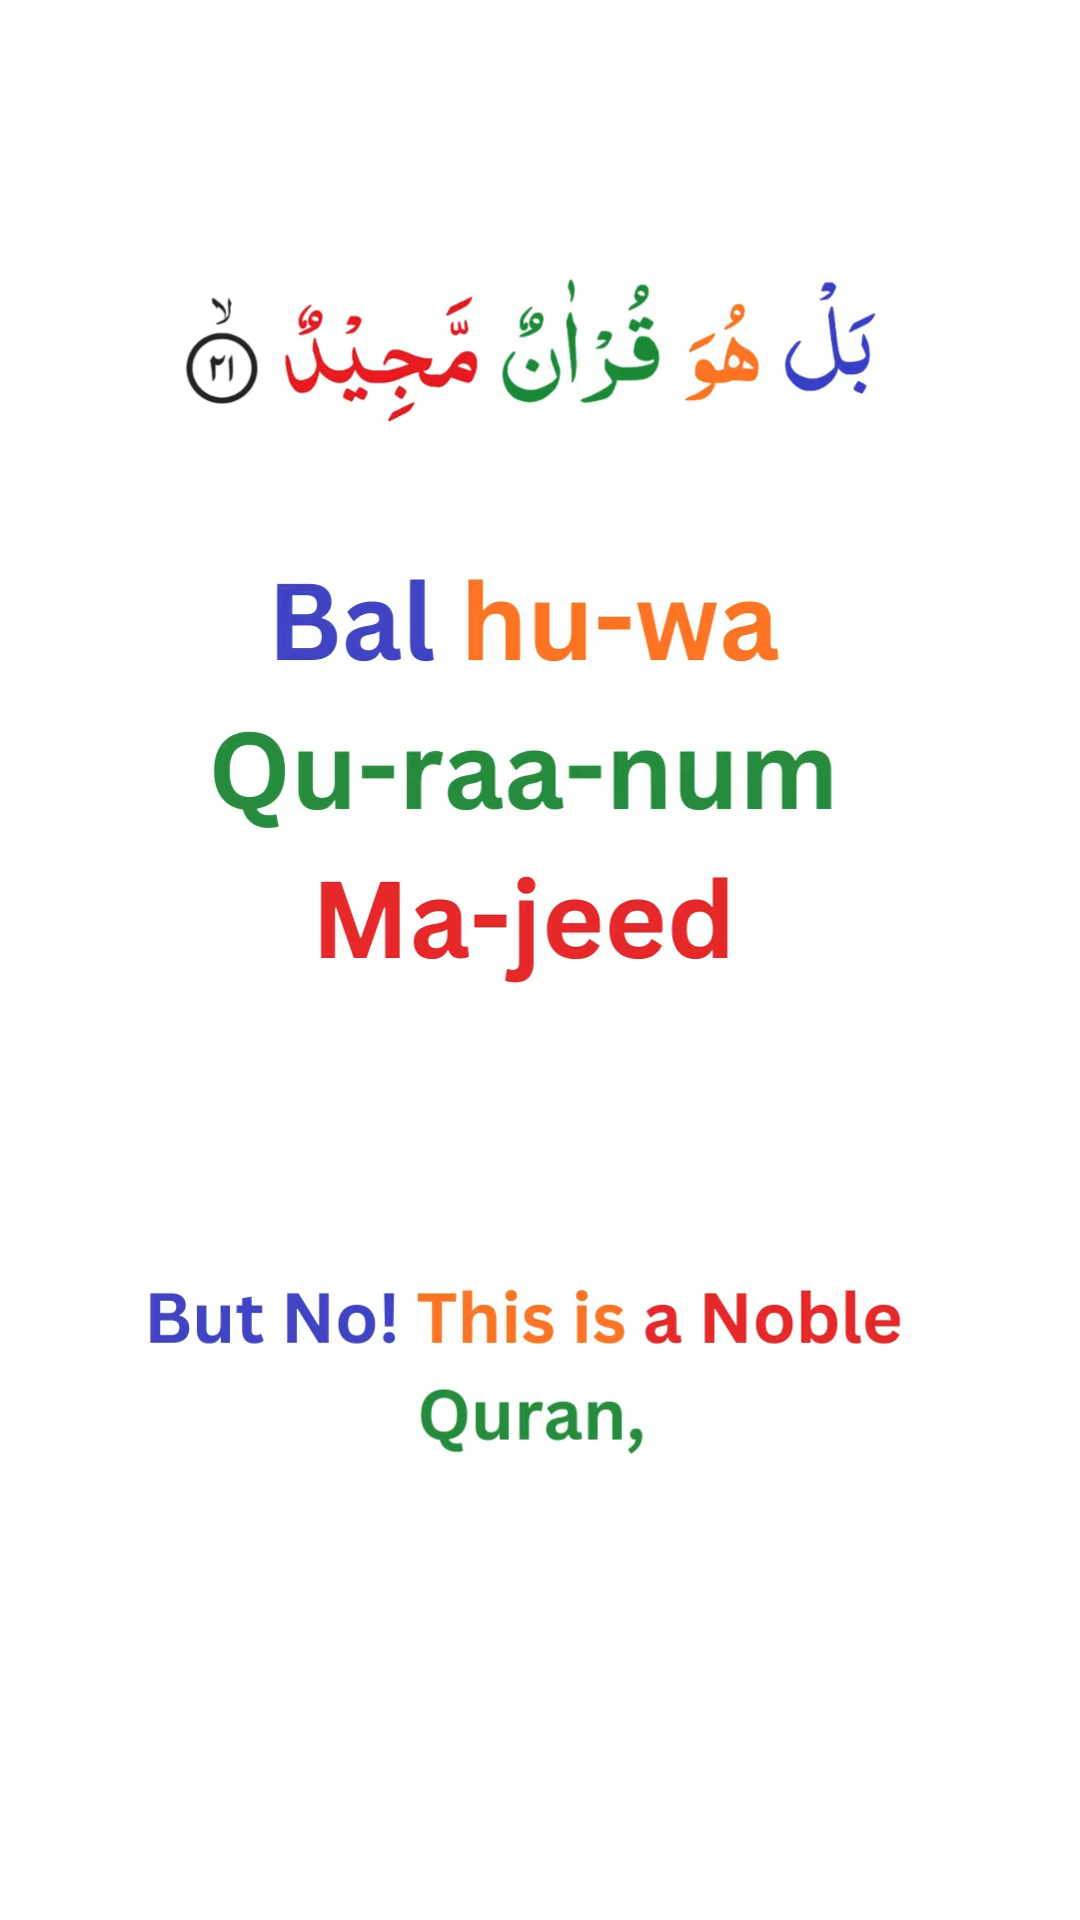 بَلْ هُوَ قُرْاٰنٌ مَّجِيْدٌ ۙ ٢١
Bal hu-wa
Qu-raa-num
Ma-jeed
But No! This is a Noble
Quran,